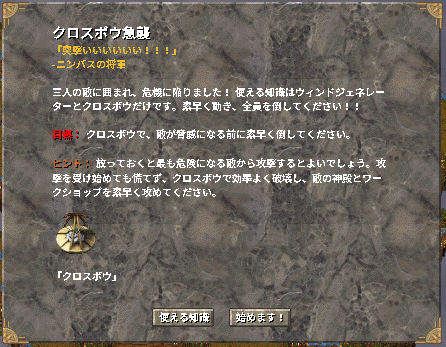 クロスボウ急襲
「突撃いいいいいい！！！」
-ニンバスの将軍
三人の敵に囲まれ、危機に陥りました！ 使える知識はウィンドジェネレー
ターとクロスボウだけです。素早く動き、全員を倒してください！！
目標： クロスボウで、敵が脅威になる前に素早く倒してください。
ヒント： 放っておくと最も危険になる敵から攻撃するとよいでしょう。攻
撃を受け始めても慌てず、クロスボウで効率よく破壊し、敵の神殿とワー
クショップを素早く攻めてください。
「クロスボウ」
使える知識
始めます！